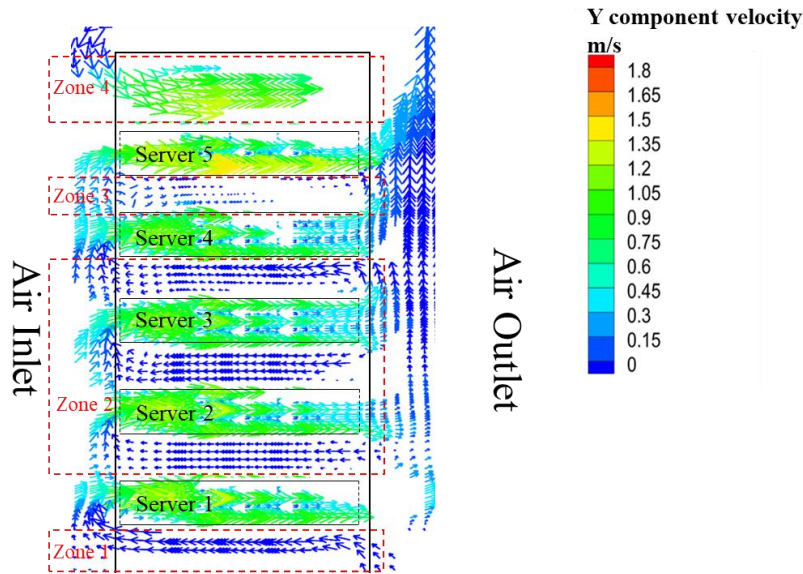 Y component velocity
m/s
1.8
1.65
1.5
1.35
1.2
1.05
0.9
0.75
0.6
0.45
0.3
0.15
0
Zone 4
Server 5
Zone 3
Server 4
Server 3
Zone 2
Server 2
Server 1
Zone 1
Air Inlet
Air Outlet